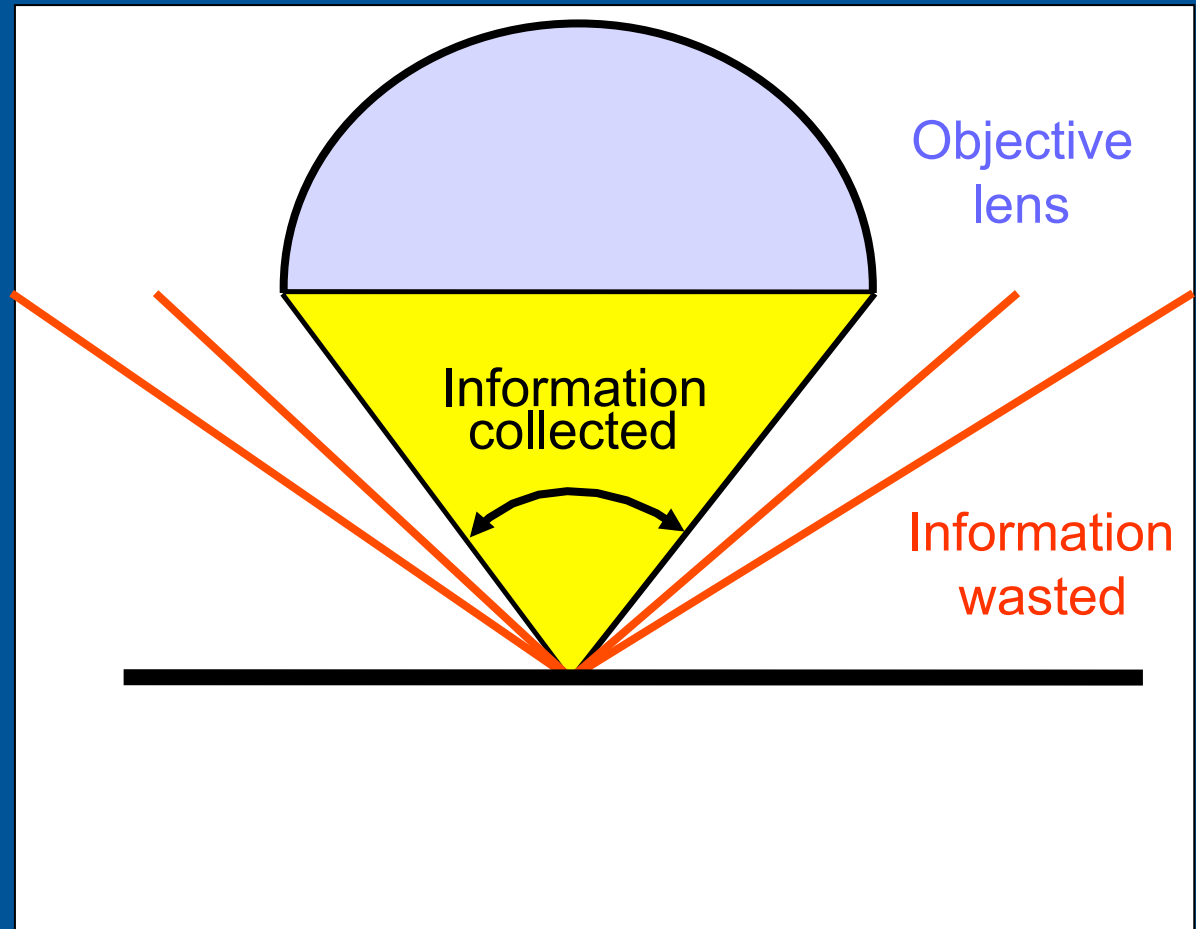 Objective
lens
Information
collected
Information
wasted